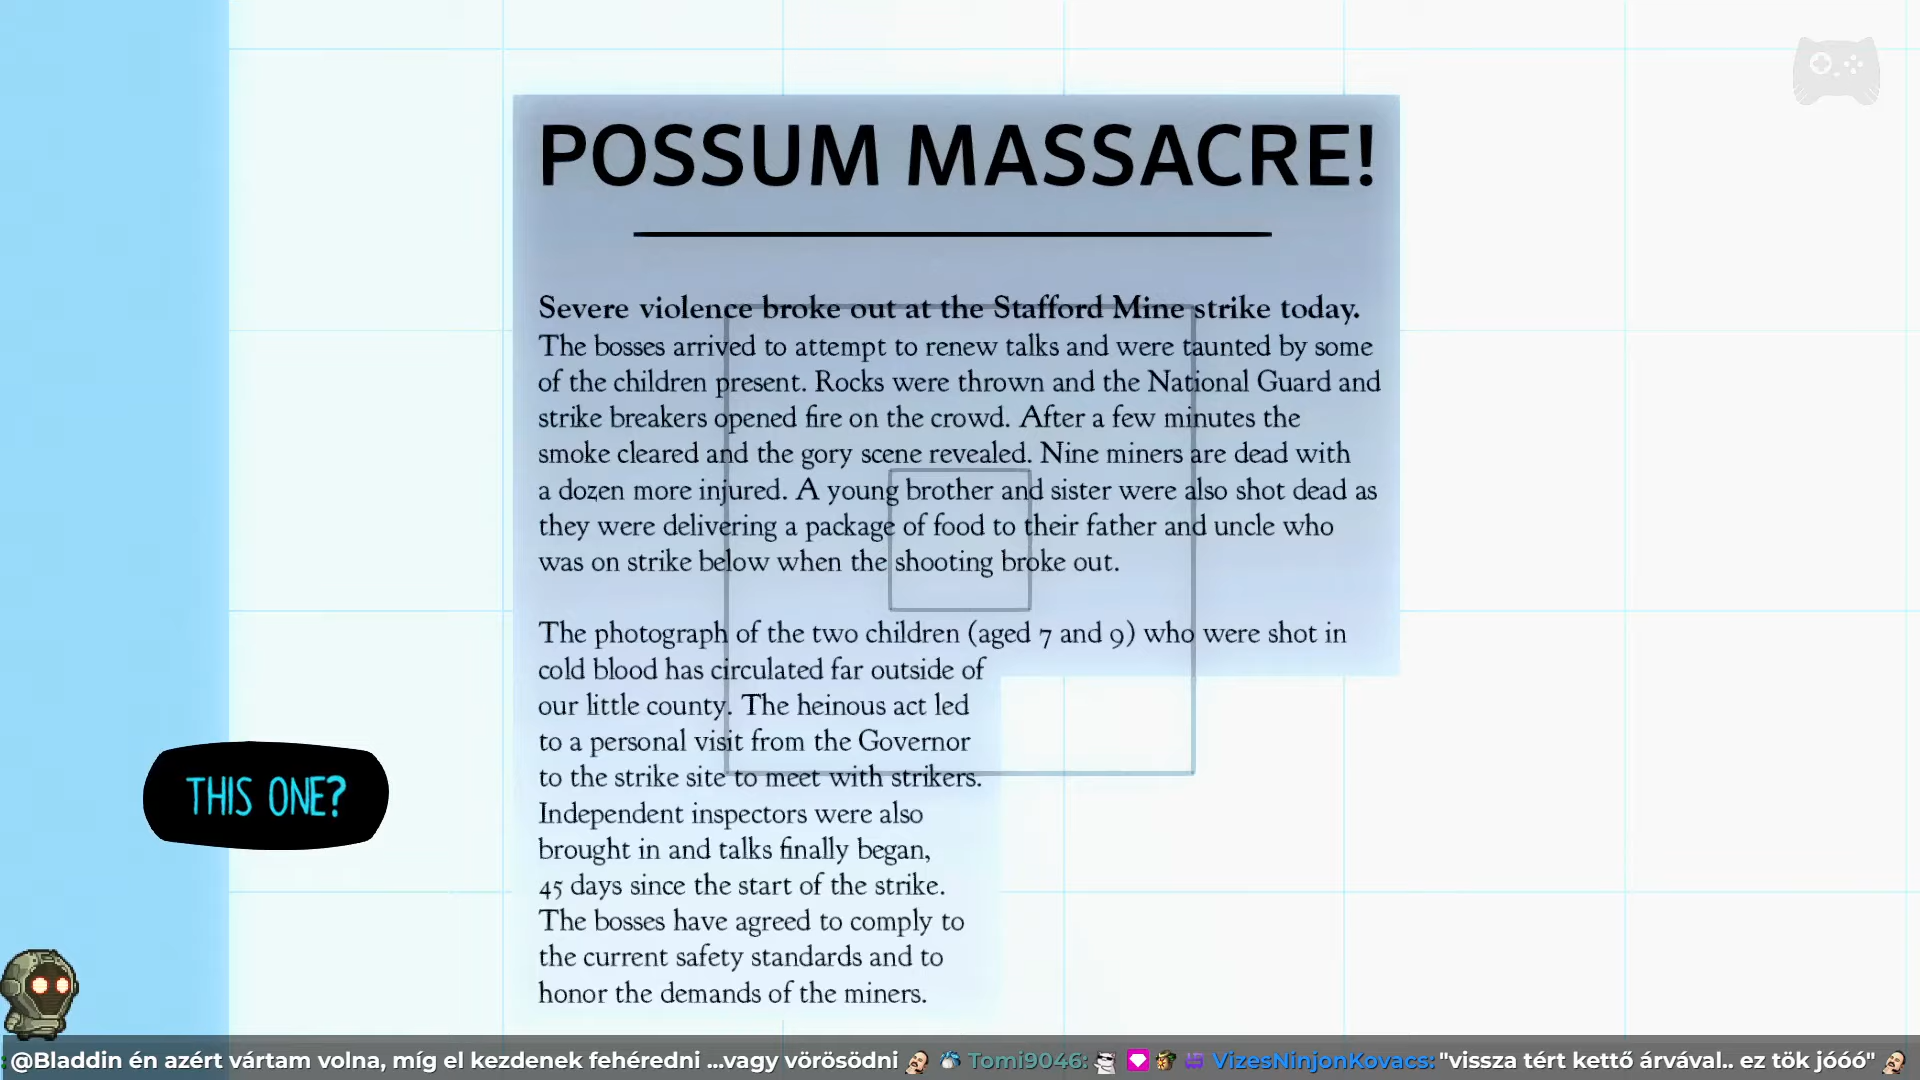 POSSUM MASSACRE!
Severe violence broke out at the Stafford Mine strike today.
The bosses arrived to attempt to renew talks and were taunted by some
of the children present. Rocks were thrown and the National Guard and
strike breakers opened fire on the crowd. After a few minutes the
smoke cleared and the gory scene revealed. Nine miners are dead with
a dozen more injured. A young brother and sister were also shot dead as
they were delivering a package of food to their father and uncle who
was on strike below when the shooting broke out.
The photograph of the two children (aged 7 and 9) who were shot in
cold blood has circulated far outside of
our little county. The heinous act led
to a personal visit from the Governor
to the strike site to meet with strikers.
Independent inspectors were also
brought in and talks finally began,
45 days since the start of the strike.
The bosses have agreed to comply to
the current safety standards and to
honor the demands of the miners.
THIS ONE?
: @Bladdin én azért vártam volna, míg el kezdenek fehéredni ...vagy vörösödni Tomi9046: VizesNinjonKovacs: "vissza tért kettő árvával.. ez tök jóóó"